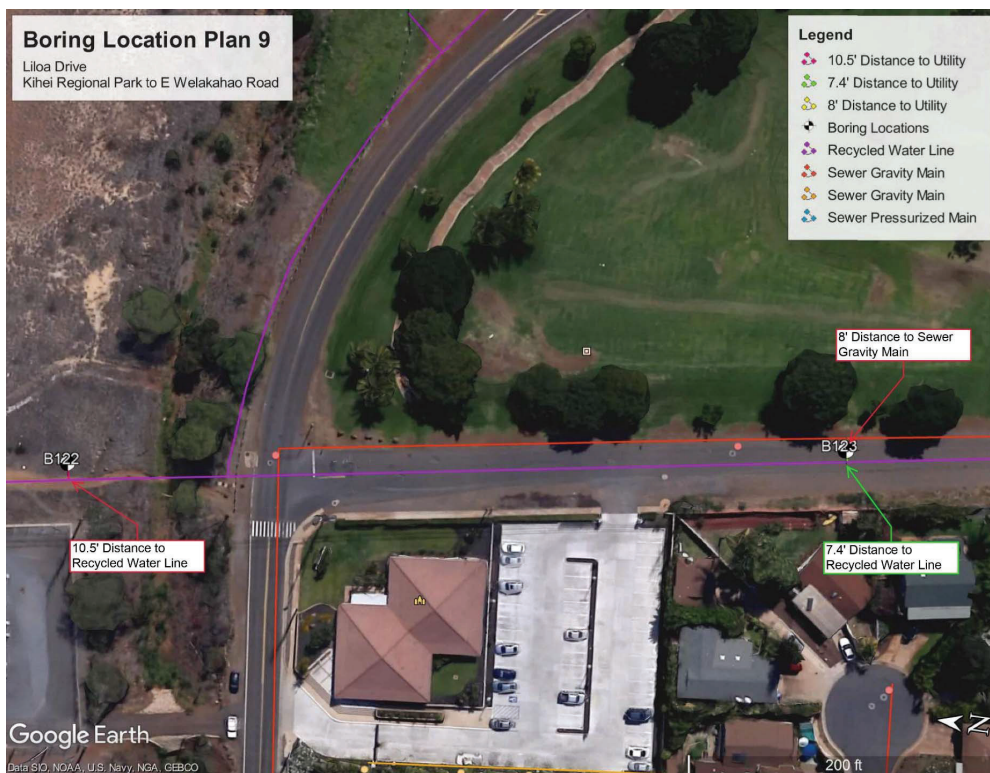 Boring Location Plan 9
Liloa Drive
Kihei Regional Park to E Welakahao Road
Legend
10.5' Distance to Utility
7.4' Distance to Utility
8' Distance to Utility
Boring Locations
Recycled Water Line
Sewer Gravity Main
Sewer Gravity Main
Sewer Pressurized Main
8' Distance to Sewer
Gravity Main
B122
B123
10.5' Distance to
Recycled Water Line
7.4' Distance to
Recycled Water Line
Google Earth
Data SIO, NOAA, U.S. Navy, NGA, GEBCO
200 ft
N